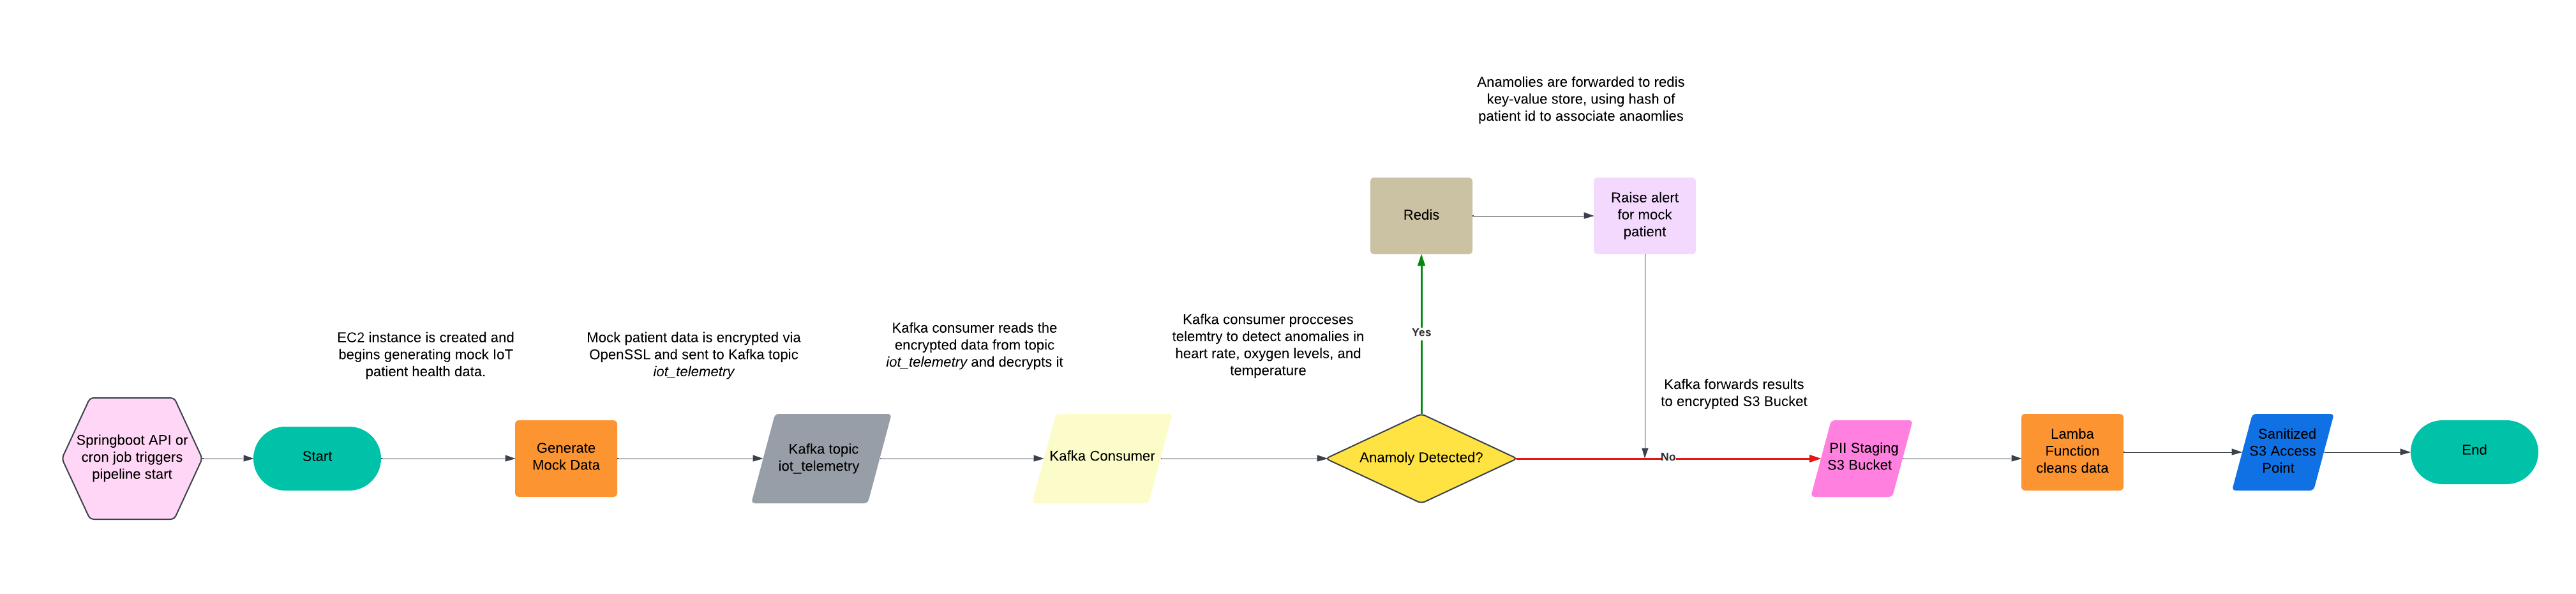 Anamolies are forwarded to redis
key-value store, using hash of
patient id to associate anaomlies
Redis
Raise alert
for mock
patient
Yes
EC2 instance is created and
begins generating mock IoT
patient health data.
Mock patient data is encrypted via
OpenSSL and sent to Kafka topic
iot_telemetry
Kafka consumer reads the
encrypted data from topic
iot_telemetry and decrypts it
Kafka consumer procceses
telemtry to detect anomalies in
heart rate, oxygen levels, and
temperature
Kafka forwards results
to encrypted S3 Bucket
Springboot API or
cron job triggers
pipeline start
Start
Generate
Mock Data
Kafka topic
iot_telemetry
Kafka Consumer
Anamoly Detected?
No
PII Staging
S3 Bucket
Lamba
Function
cleans data
Sanitized
S3 Access
Point
End